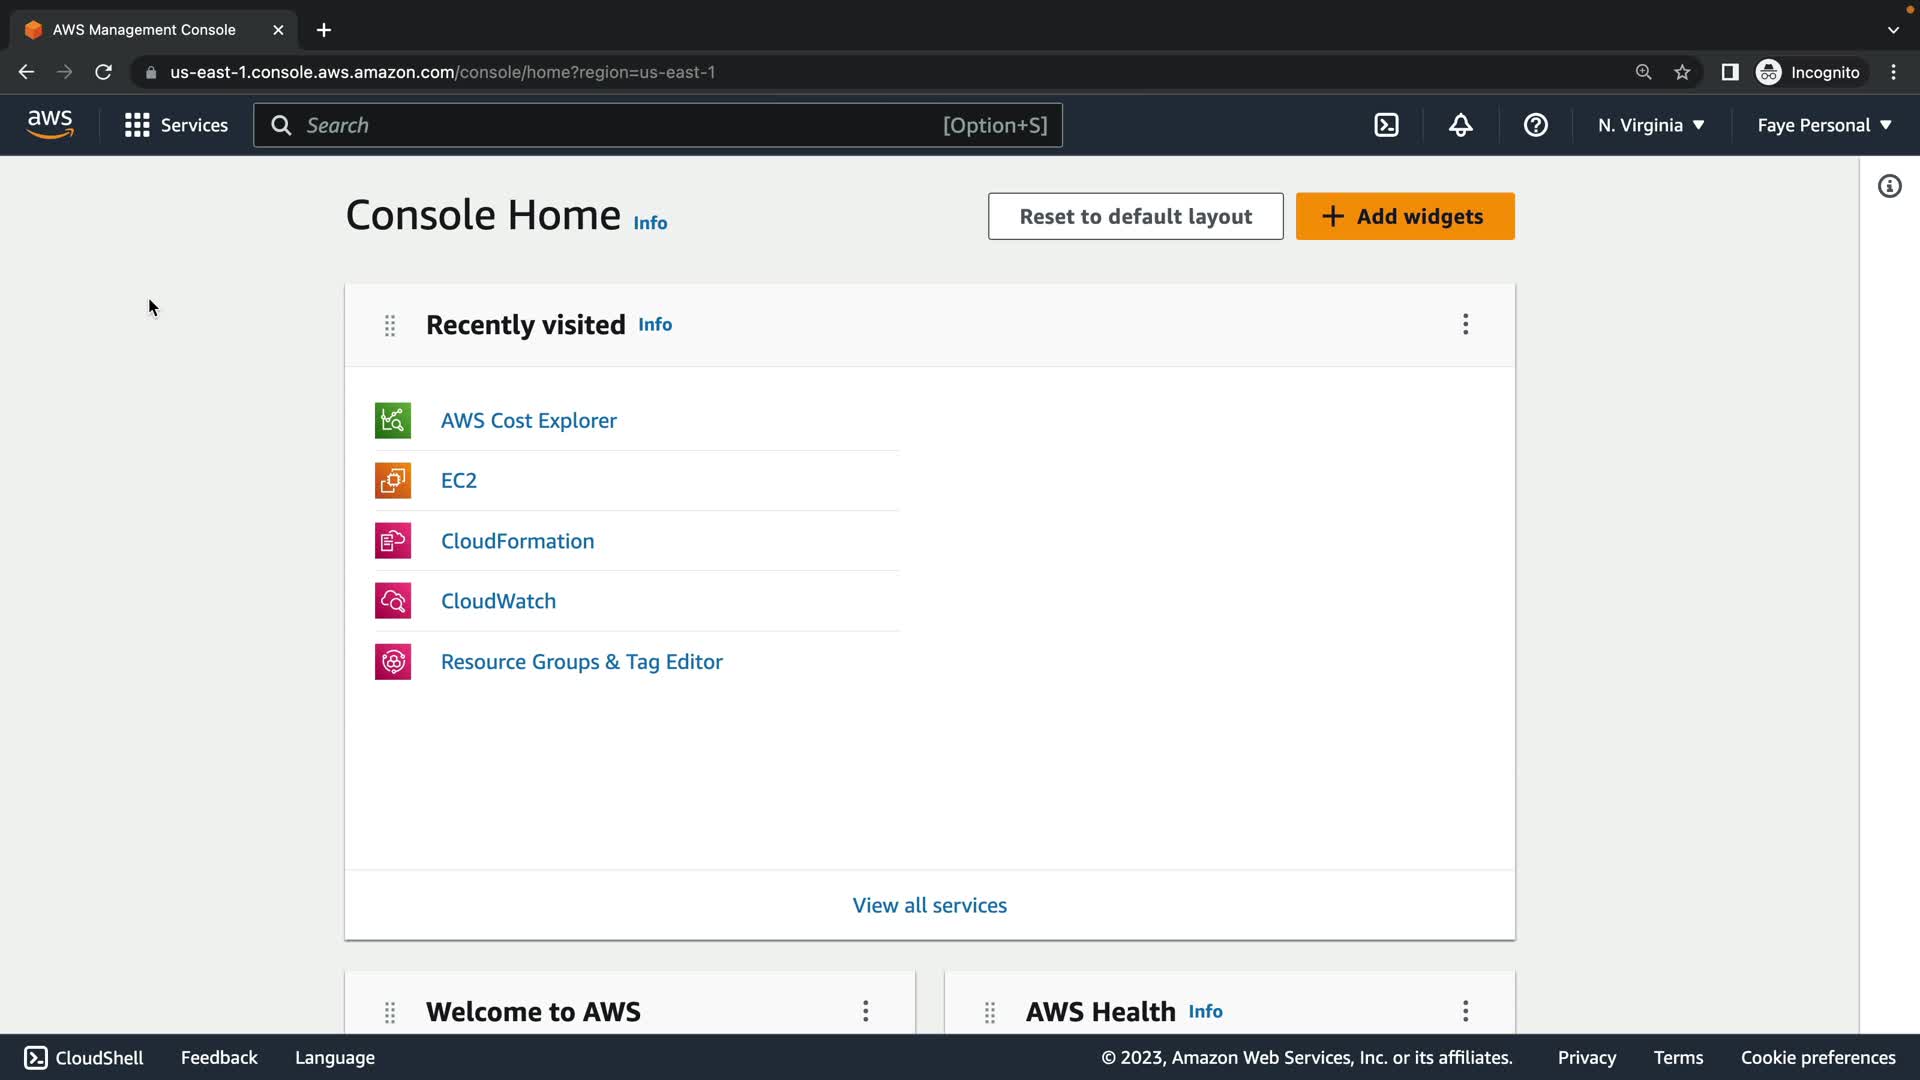 AWS Management Console
us-east-1.console.aws.amazon.com/console/home?region=us-east-1
Incognito
aws
Services
Search
[Option+S]
N. Virginia
Faye Personal
Console Home Info
Reset to default layout
Add widgets
Recently visited Info
AWS Cost Explorer
EC2
CloudFormation
CloudWatch
Resource Groups & Tag Editor
View all services
Welcome to AWS
AWS Health Info
CloudShell
Feedback
Language
© 2023, Amazon Web Services, Inc. or its affiliates.
Privacy
Terms
Cookie preferences